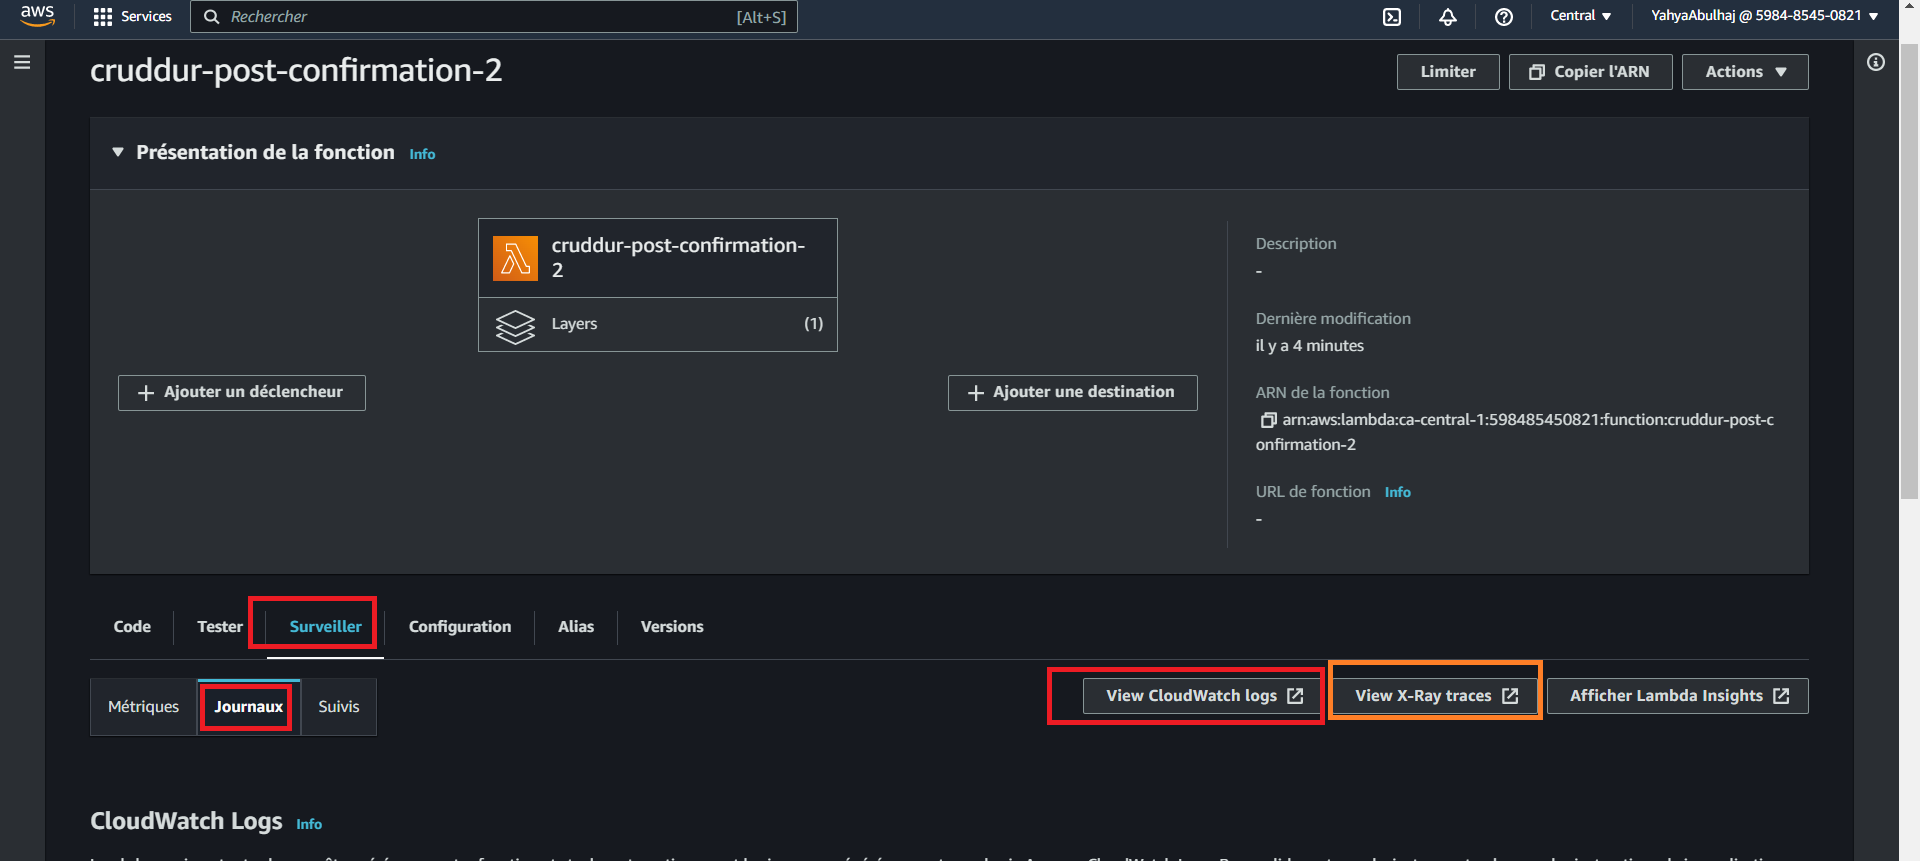 aws
Services
Rechercher
[Alt+S]
Central
YahyaAbulhaj @ 5984-8545-0821
cruddur-post-confirmation-2
Limiter
Copier l'ARN
Actions
Présentation de la fonction
Info
cruddur-post-confirmation-
2
Layers
(1)
Ajouter un déclencheur
Ajouter une destination
Description
-
Dernière modification
il y a 4 minutes
ARN de la fonction
arn:aws:lambda:ca-central-1:598485450821:function:cruddur-post-c
onfirmation-2
URL de fonction Info
-
Code
Tester
Surveiller
Configuration
Alias
Versions
Métriques
Journaux
Suivis
View CloudWatch logs
View X-Ray traces
Afficher Lambda Insights
CloudWatch Logs Info